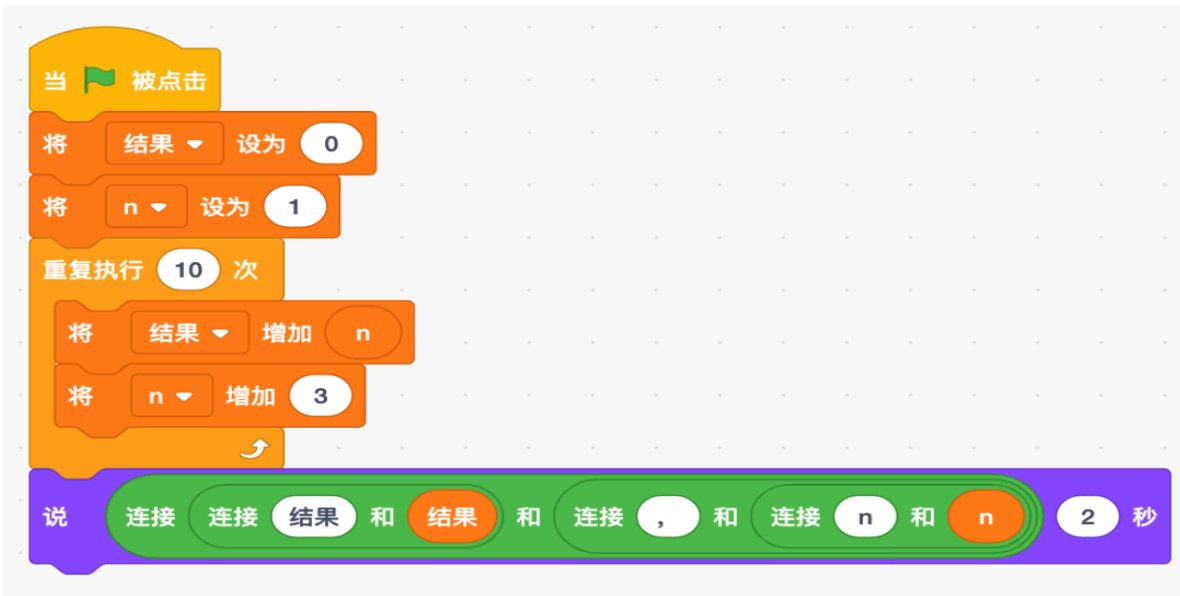 当 被点击
将 结果 设为 0
将 n 设为 1
重复执行 10 次
将 结果 增加 n
将 n 增加 3
说 连接 连接 结果 和 结果 和 连接 , 和 连接 n 和 n 2 秒